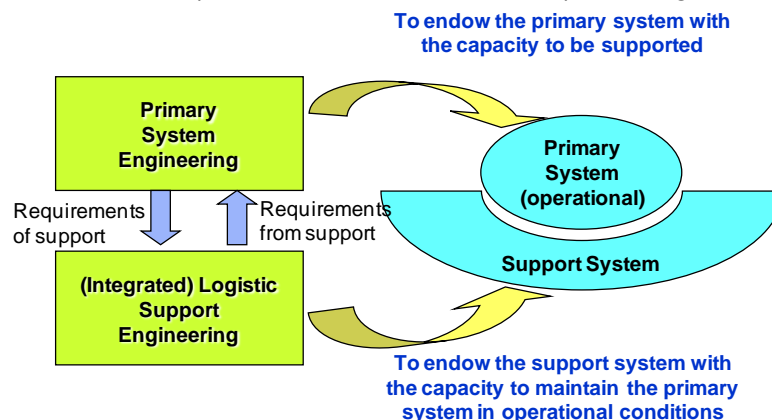 To endow the primary system with
the capacity to be supported
Primary
System
Engineering
Primary
System
(operational)
Requirements
of support
Requirements
from support
Support System
(Integrated) Logistic
Support
Engineering
To endow the support system with
the capacity to maintain the primary
system in operational conditions